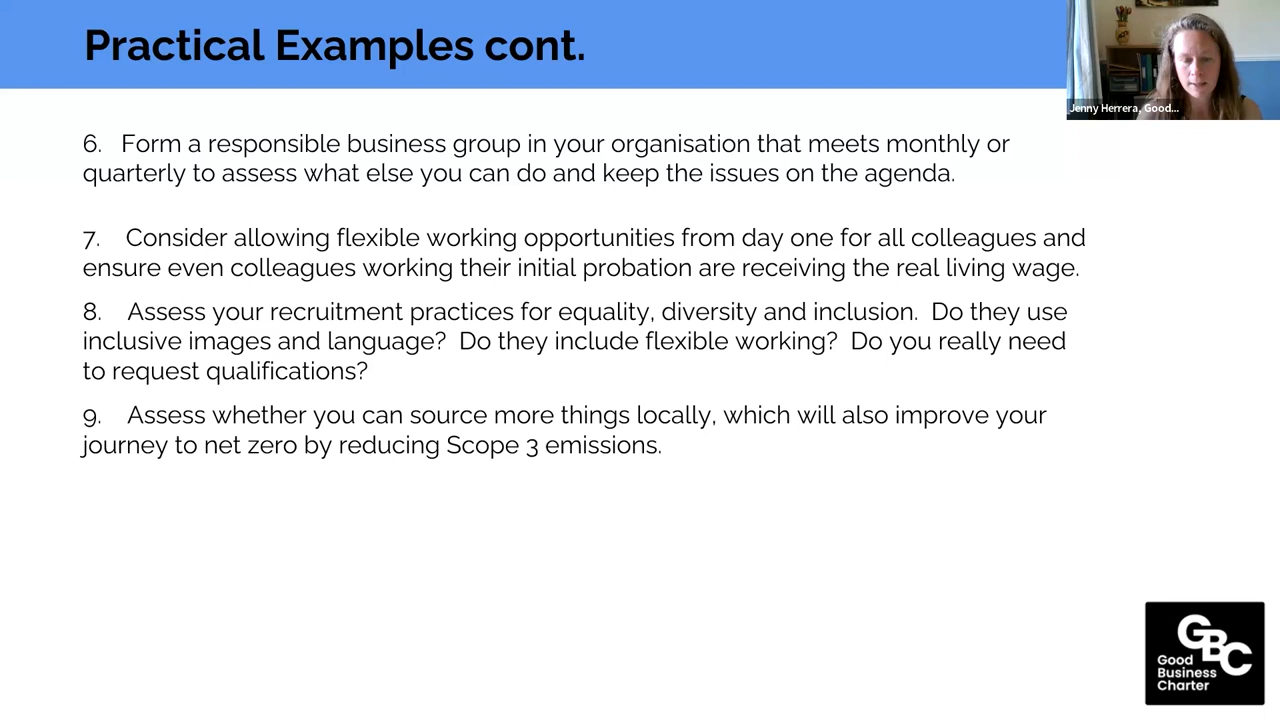 Practical Examples cont.
Jenny Herrera, Good...
6. Form a responsible business group in your organisation that meets monthly or
quarterly to assess what else you can do and keep the issues on the agenda.
7. Consider allowing flexible working opportunities from day one for all colleagues and
ensure even colleagues working their initial probation are receiving the real living wage.
8. Assess your recruitment practices for equality, diversity and inclusion. Do they use
inclusive images and language? Do they include flexible working? Do you really need
to request qualifications?
9. Assess whether you can source more things locally, which will also improve your
journey to net zero by reducing Scope 3 emissions.
GBC
Good
Business
Charter